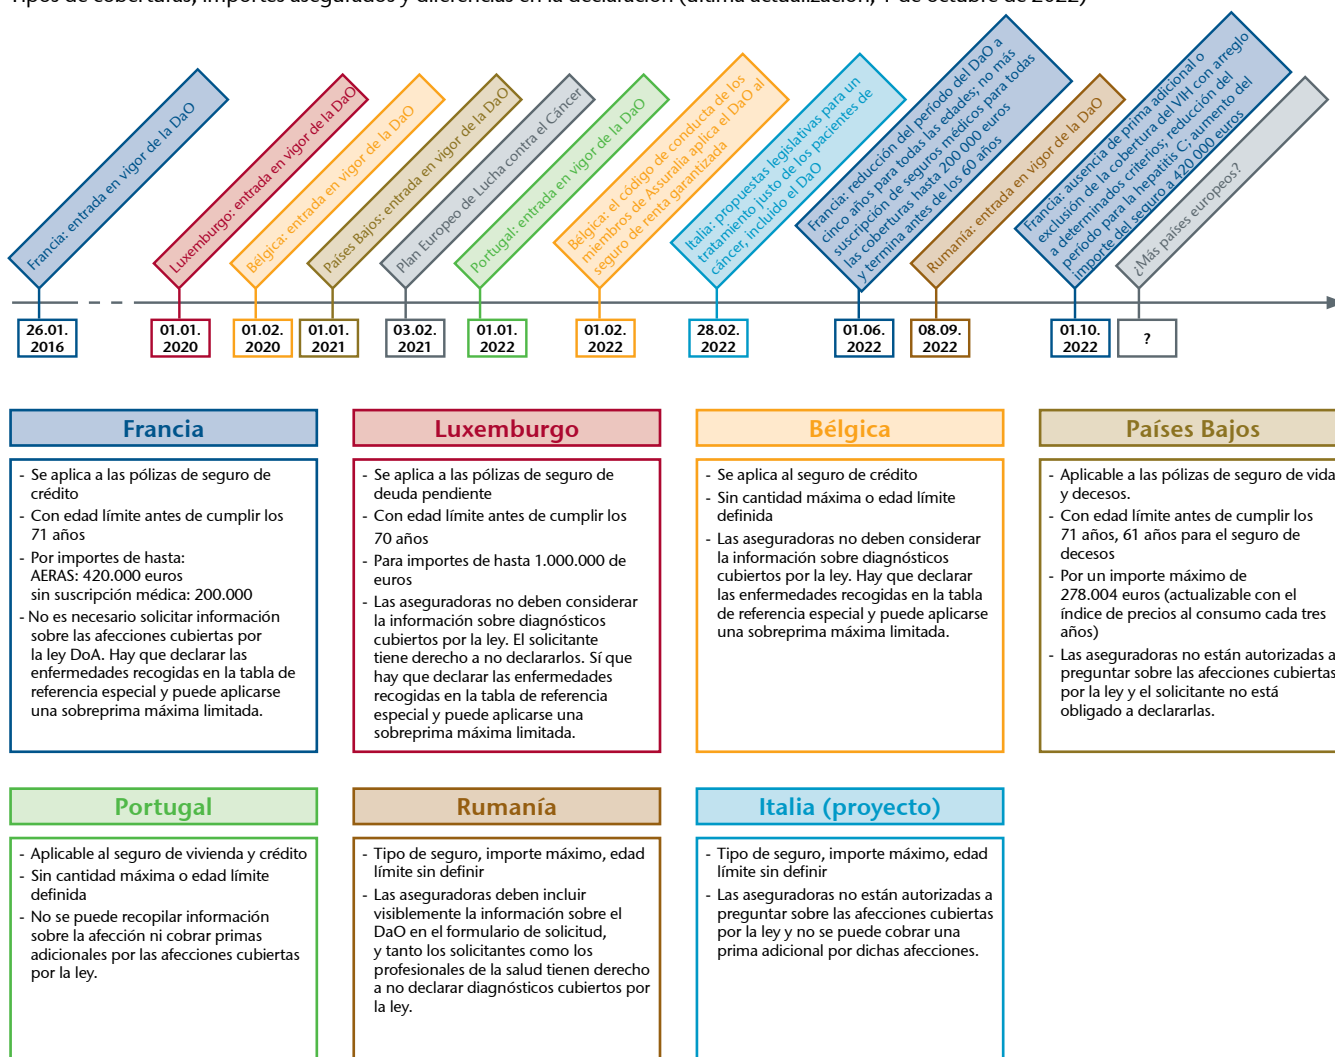 Tipos de coberturas, importes asegurados y diferencias en la declaración (última actualización, 1 de octubre de 2022)
Francia: entrada en vigor de la DaO
Luxemburgo: entrada en vigor de la DaO
Bélgica: entrada en vigor de la DaO
Países Bajos: entrada en vigor de la DaO
Plan Europeo de Lucha contra el Cáncer
Portugal: entrada en vigor de la DaO
Bélgica: el código de conducta de los
miembros de Assuralia aplica el DaO al
seguro de renta garantizada
Italia: propuestas legislativas para un
tratamiento justo de los pacientes de
cáncer, incluido el DaO
Francia: reducción del período del DaO a
cinco años para todas las edades; no más
suscripción de seguros médicos para todas
las coberturas hasta 200 000 euros
y termina antes de los 60 años
Rumanía: entrada en vigor de la DaO
Francia: ausencia de prima adicional o
exclusión de la cobertura del VIH con arreglo
a determinados criterios; reducción del
período para la hepatitis C; aumento del
importe del seguro a 420 000 euros
¿Más países europeos?
26.01.
2016
01.01.
2020
01.02.
2020
01.01.
2021
03.02.
2021
01.01.
2022
01.02.
2022
28.02.
2022
01.06.
2022
08.09.
2022
01.10.
2022
?
Francia
- Se aplica a las pólizas de seguro de
crédito
- Con edad límite antes de cumplir los
71 años
- Por importes de hasta:
AERAS: 420.000 euros
sin suscripción médica: 200.000
- No es necesario solicitar información
sobre las afecciones cubiertas por
la ley DoA. Hay que declarar las
enfermedades recogidas en la tabla de
referencia especial y puede aplicarse
una sobreprima máxima limitada.
Luxemburgo
- Se aplica a las pólizas de seguro de
deuda pendiente
- Con edad límite antes de cumplir los
70 años
- Para importes de hasta 1.000.000 de
euros
- Las aseguradoras no deben considerar
la información sobre diagnósticos
cubiertos por la ley. El solicitante
tiene derecho a no declararlos. Sí que
hay que declarar las enfermedades
recogidas en la tabla de referencia
especial y puede aplicarse una
sobreprima máxima limitada.
Bélgica
- Se aplica al seguro de crédito
- Sin cantidad máxima o edad límite
definida
- Las aseguradoras no deben considerar
la información sobre diagnósticos
cubiertos por la ley. Hay que declarar
las enfermedades recogidas en la tabla
de referencia especial y puede aplicarse
una sobreprima máxima limitada.
Países Bajos
- Aplicable a las pólizas de seguro de vida
y decesos.
- Con edad límite antes de cumplir los
71 años, 61 años para el seguro de
decesos
- Por un importe máximo de
278.004 euros (actualizable con el
índice de precios al consumo cada tres
años)
- Las aseguradoras no están autorizadas a
preguntar sobre las afecciones cubiertas
por la ley y el solicitante no está
obligado a declararlas.
Portugal
- Aplicable al seguro de vivienda y crédito
- Sin cantidad máxima o edad límite
definida
- No se puede recopilar información
sobre la afección ni cobrar primas
adicionales por las afecciones cubiertas
por la ley.
Rumanía
- Tipo de seguro, importe máximo, edad
límite sin definir
- Las aseguradoras deben incluir
visiblemente la información sobre el
DaO en el formulario de solicitud,
y tanto los solicitantes como los
profesionales de la salud tienen derecho
a no declarar diagnósticos cubiertos por
la ley.
Italia (proyecto)
- Tipo de seguro, importe máximo, edad
límite sin definir
- Las aseguradoras no están autorizadas a
preguntar sobre las afecciones cubiertas
por la ley y no se puede cobrar una
prima adicional por dichas afecciones.